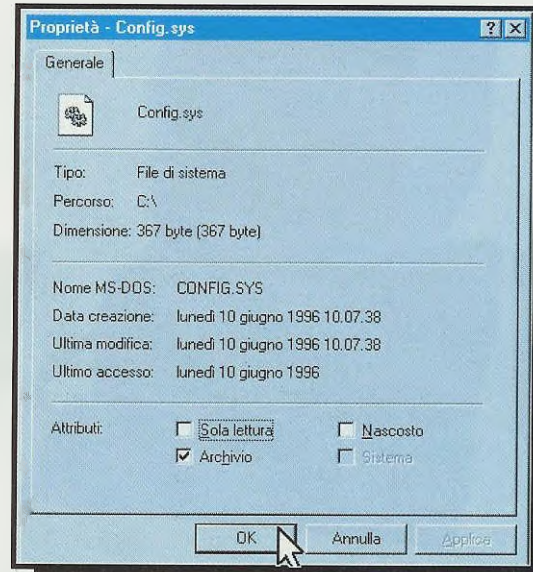 Proprietà - Config.sys
Generale
Config.sys
Tipo: File di sistema
Percorso: C:\
Dimensione: 367 byte (367 byte)
Nome MS-DOS: CONFIG.SYS
Data creazione: lunedì 10 giugno 1996 10.07.38
Ultima modifica: lunedì 10 giugno 1996 10.07.38
Ultimo accesso: lunedì 10 giugno 1996
Attributi: Sola lettura Nascosto
Archivio Sistema
OK Annulla Applica